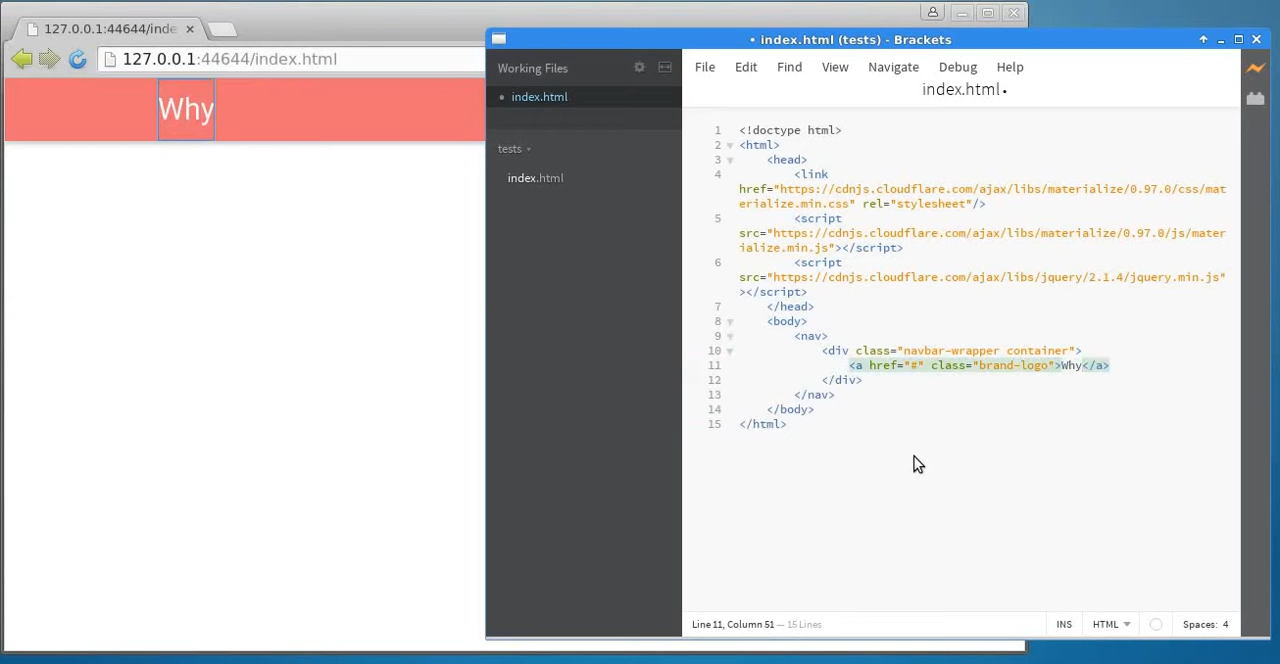 127.0.0.1:44644/inde
127.0.0.1:44644/index.html
Why
• index.html (tests) - Brackets
Working Files
• index.html
tests
index.html
File Edit Find View Navigate Debug Help
index.html •
1 <!doctype html>
2 <html>
3 <head>
4 <link
href="https://cdnjs.cloudflare.com/ajax/libs/materialize/0.97.0/css/mat
erialize.min.css" rel="stylesheet"/>
5 <script
src="https://cdnjs.cloudflare.com/ajax/libs/materialize/0.97.0/js/mater
ialize.min.js"></script>
6 <script
src="https://cdnjs.cloudflare.com/ajax/libs/jquery/2.1.4/jquery.min.js"
></script>
7 </head>
8 <body>
9 <nav>
10 <div class="navbar-wrapper container">
11 <a href="#" class="brand-logo">Why</a>
12 </div>
13 </nav>
14 </body>
15 </html>
Line 11, Column 51 — 15 Lines
INS HTML Spaces: 4